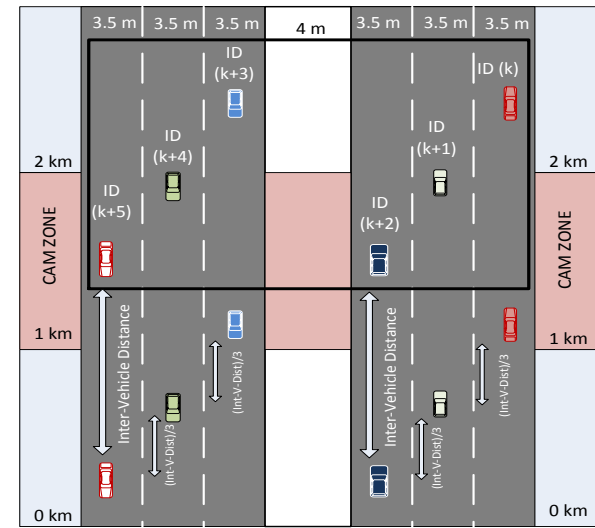 3.5 m 3.5 m 3.5 m 4 m 3.5 m 3.5 m 3.5 m
ID
(k+3)
ID (k)
ID
(k+4)
ID
(k+1)
2 km
2 km
ID
(k+5)
ID
(k+2)
CAM ZONE
CAM ZONE
1 km
1 km
Inter-Vehicle Distance
(Int-V-Dist)/3
(Int-V-Dist)/3
Inter-Vehicle Distance
(Int-V-Dist)/3
(Int-V-Dist)/3
0 km
0 km